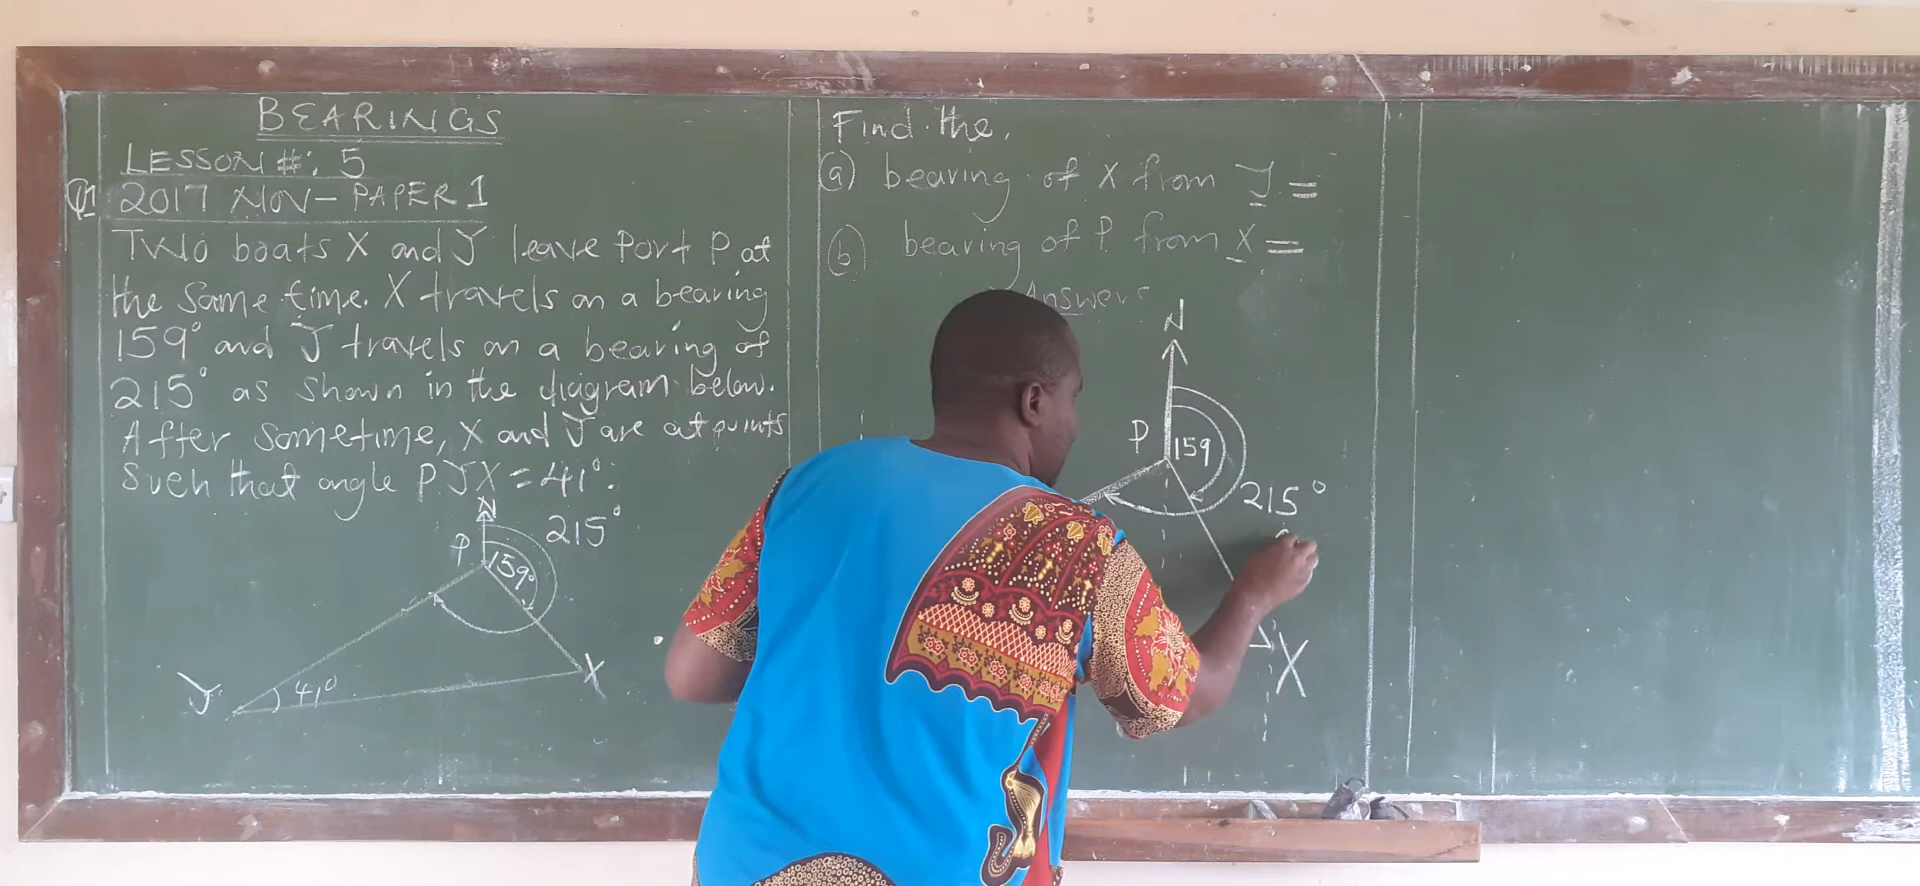 BEARINGS
LESSON #: 5
Q1 2017 NOV - PAPER 1
Two boats X and Y leave Port P at
the same time. X travels on a bearing
159° and Y travels on a bearing of
215° as shown in the diagram below.
After sometime, X and Y are at points
Such that angle PYX = 41°:
N
215°
P
159°
Y
41°
X
Find the,
(a) bearing of X from Y =
(b) bearing of P from X =
Answers
N
P
159
215°
X